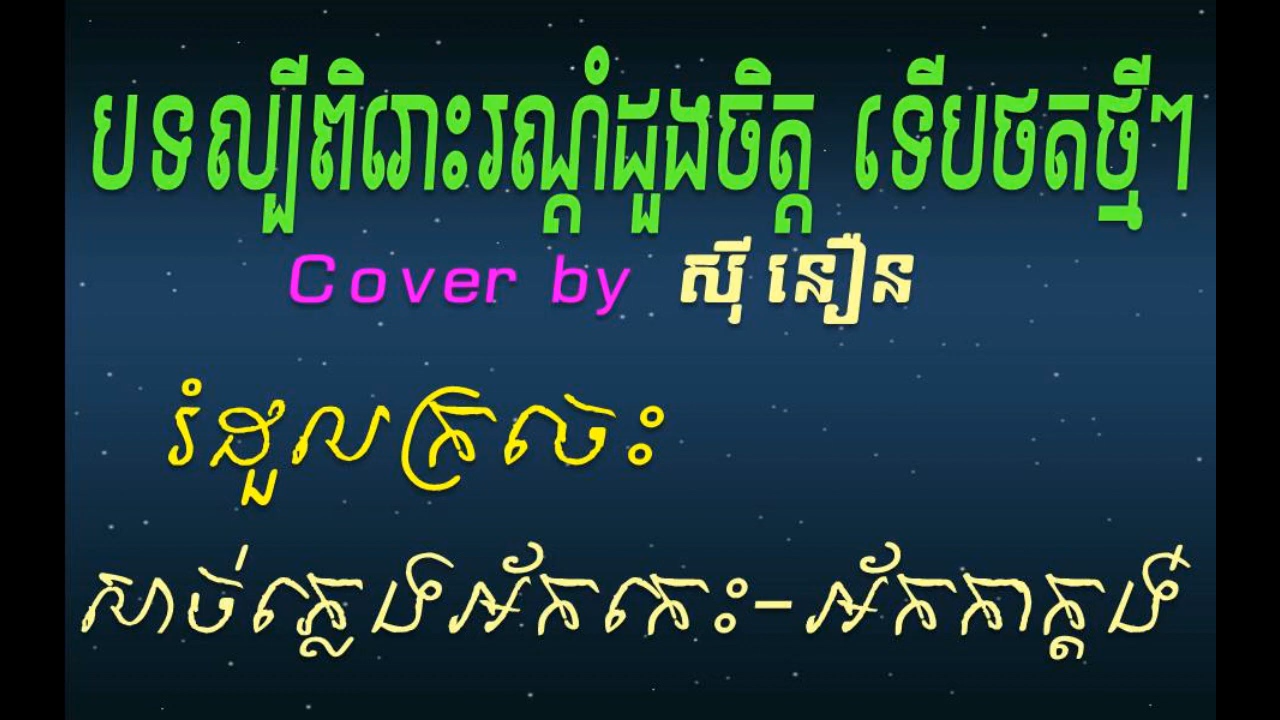 បទល្បីពិរោះរណ្ដំដួងចិត្ត ទើបថតថ្មីៗ
Cover by ស៊ី នឿន
រំដួលក្រចេះ
សាច់ភ្លេងអ័កកេះ-អ័កកាត្តង់